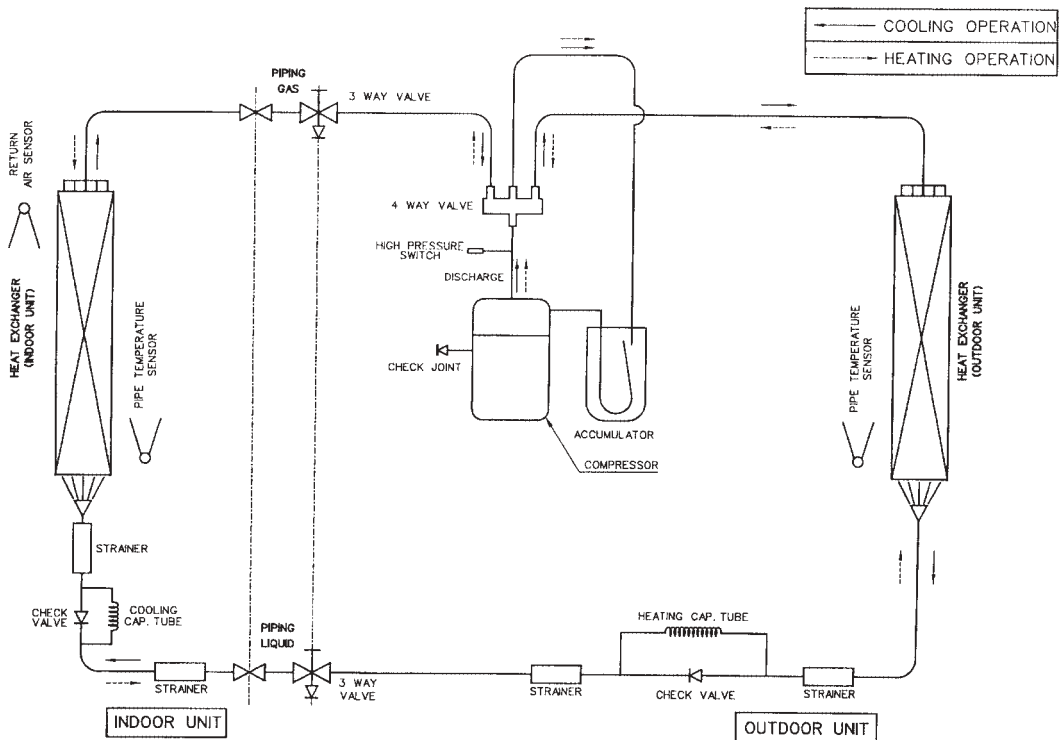 COOLING OPERATION
HEATING OPERATION
PIPING
GAS
3 WAY VALVE
RETURN
AIR SENSOR
4 WAY VALVE
HIGH PRESSURE
SWITCH
DISCHARGE
HEAT EXCHANGER
(INDOOR UNIT)
PIPE TEMPERATURE
SENSOR
CHECK JOINT
ACCUMULATOR
COMPRESSOR
PIPE TEMPERATURE
SENSOR
HEAT EXCHANGER
(OUTDOOR UNIT)
STRAINER
CHECK
VALVE
COOLING
CAP. TUBE
PIPING
LIQUID
HEATING CAP. TUBE
STRAINER
3 WAY
VALVE
STRAINER
CHECK VALVE
STRAINER
INDOOR UNIT
OUTDOOR UNIT